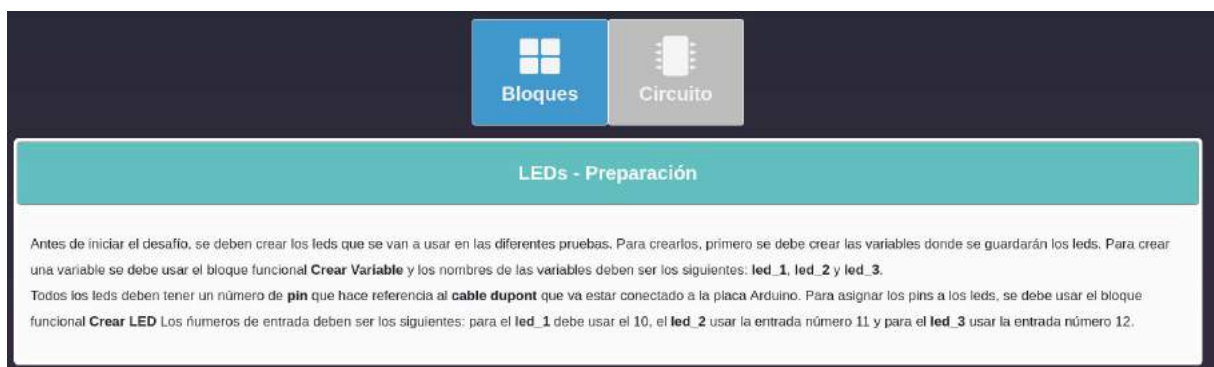 Bloques
Circuito
LEDs - Preparación
Antes de iniciar el desafío, se deben crear los leds que se van a usar en las diferentes pruebas. Para crearlos, primero se debe crear las variables donde se guardarán los leds. Para crear
una variable se debe usar el bloque funcional Crear Variable y los nombres de las variables deben ser los siguientes: led_1, led_2 y led_3.
Todos los leds deben tener un número de pin que hace referencia al cable dupont que va estar conectado a la placa Arduino. Para asignar los pins a los leds, se debe usar el bloque
funcional Crear LED Los ńumeros de entrada deben ser los siguientes: para el led_1 debe usar el 10, el led_2 usar la entrada número 11 y para el led_3 usar la entrada número 12.